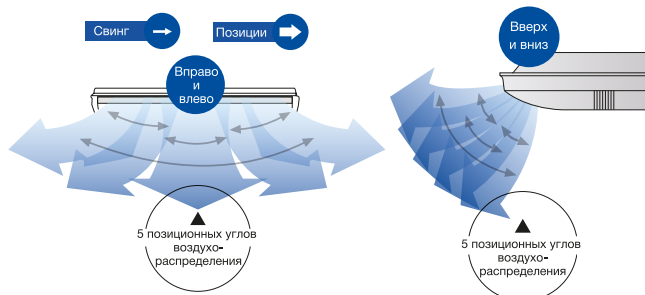 Свинг
Позиции
Вправо
и
влево
5 позиционных углов
воздухо-
распределения
Вверх
и вниз
5 позиционных углов
воздухо-
распределения